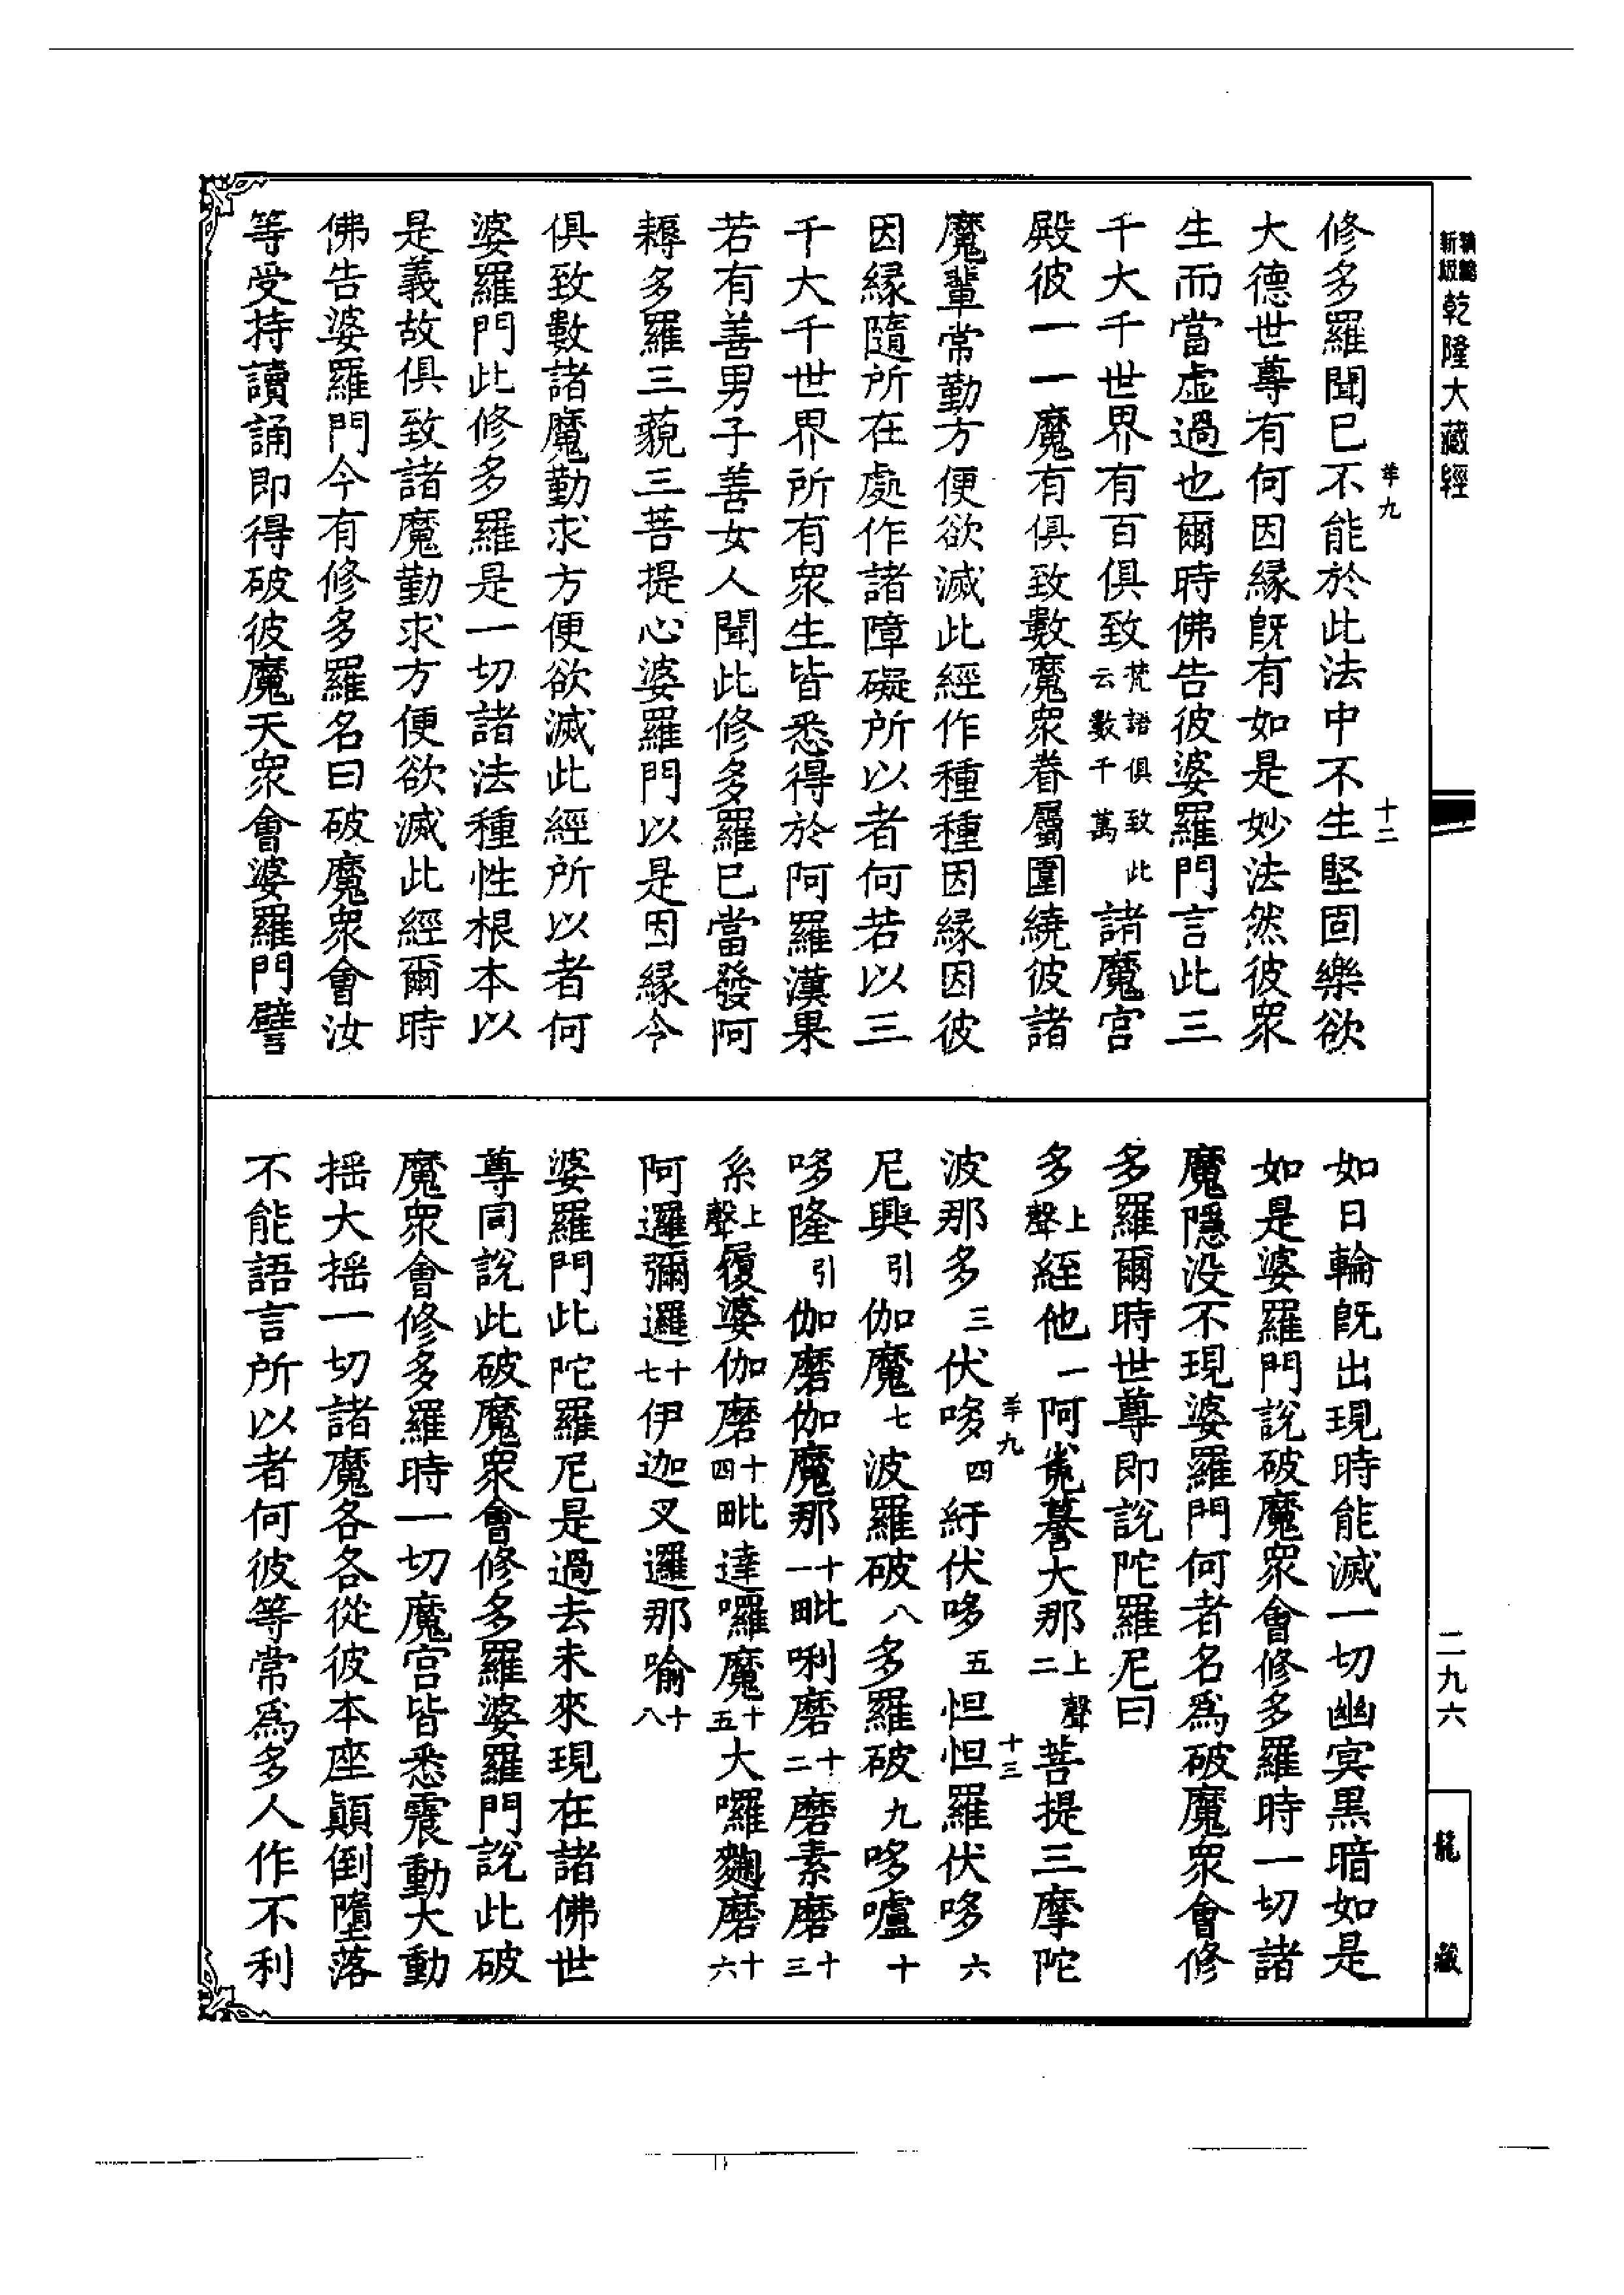 新版
乾隆大藏經
羊九
十二
修多羅聞已不能於此法中不生堅固樂欲
大德世尊有何因緣旣有如是妙法然彼眾
生而當虛過也爾時佛告彼婆羅門言此三
千大千世界有百俱致梵語俱致此云數千萬諸魔宮
殿彼一一魔有俱致數魔眾眷屬圍繞彼諸
魔輩常勤方便欲滅此經作種種因緣因彼
因緣隨所在處作諸障礙所以者何若以三
千大千世界所有眾生皆悉得於阿羅漢果
若有善男子善女人聞此修多羅已當發阿
耨多羅三藐三菩提心婆羅門以是因緣今
俱致數諸魔勤求方便欲滅此經所以者何
婆羅門此修多羅是一切諸法種性根本以
是義故俱致諸魔勤求方便欲滅此經爾時
佛告婆羅門今有修多羅名曰破魔眾會汝
等受持讀誦即得破彼魔天眾會婆羅門譬
如日輪旣出現時能滅一切幽冥黑暗如是
如是婆羅門說破魔眾會修多羅時一切諸
魔隱沒不現婆羅門何者名為破魔眾會修
多羅爾時世尊即說陀羅尼曰
多上聲絰他一阿㲉驀大那上聲二菩提三摩陀
羊九
十三
波那多三伏哆四紆伏哆五怛怛羅伏哆六
尼興引伽魔七波羅破八多羅破九哆嚧十
哆隆引伽磨伽魔那十一毗唎磨十二磨素磨十三
系上聲履婆伽磨十四毗達囉魔十五大囉麴磨十六
阿邏彌邏十七伊迦叉邏那喻十八
婆羅門此陀羅尼是過去未來現在諸佛世
尊同說此破魔眾會修多羅婆羅門說此破
魔眾會修多羅時一切魔宮皆悉震動大動
搖大搖一切諸魔各各從彼本座顛倒墮落
不能語言所以者何彼等常為多人作不利
二九六
龍藏